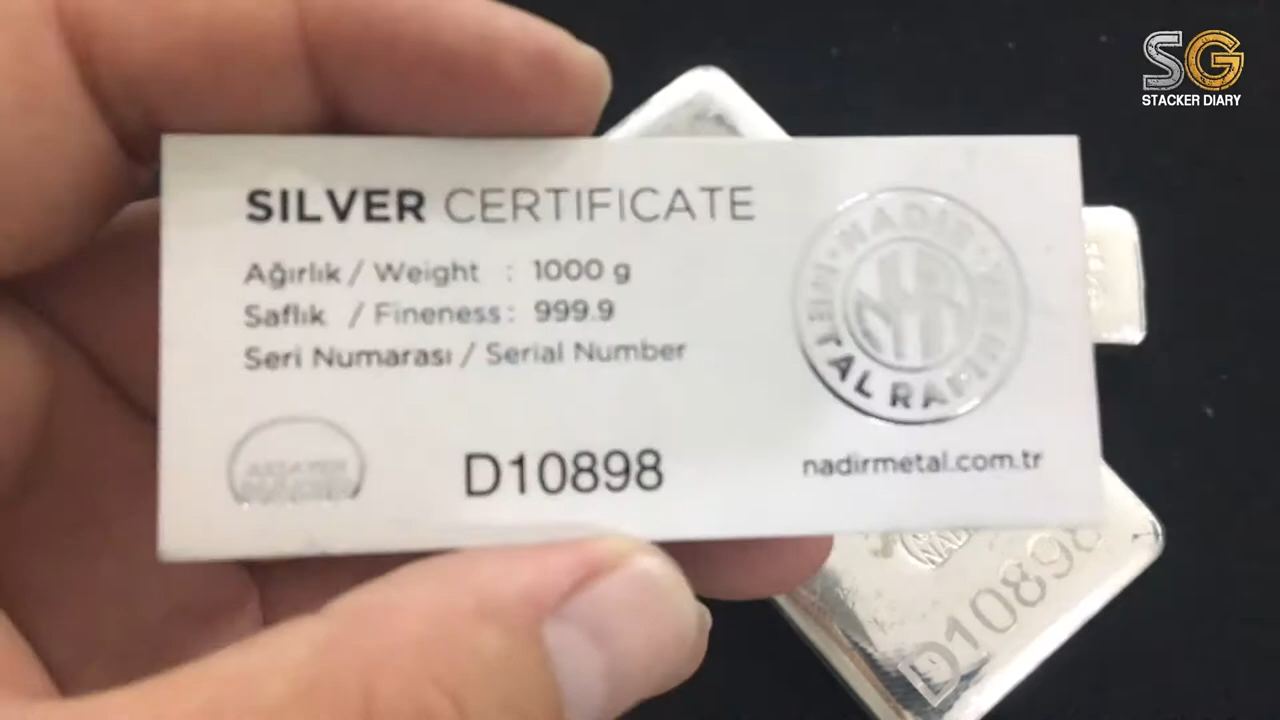 SG
STACKER DIARY
SILVER CERTIFICATE
Ağırlık / Weight : 1000 g
Saflık / Fineness : 999.9
Seri Numarası / Serial Number
D10898
NADIR
METAL
nadirmetal.com.tr
D10898